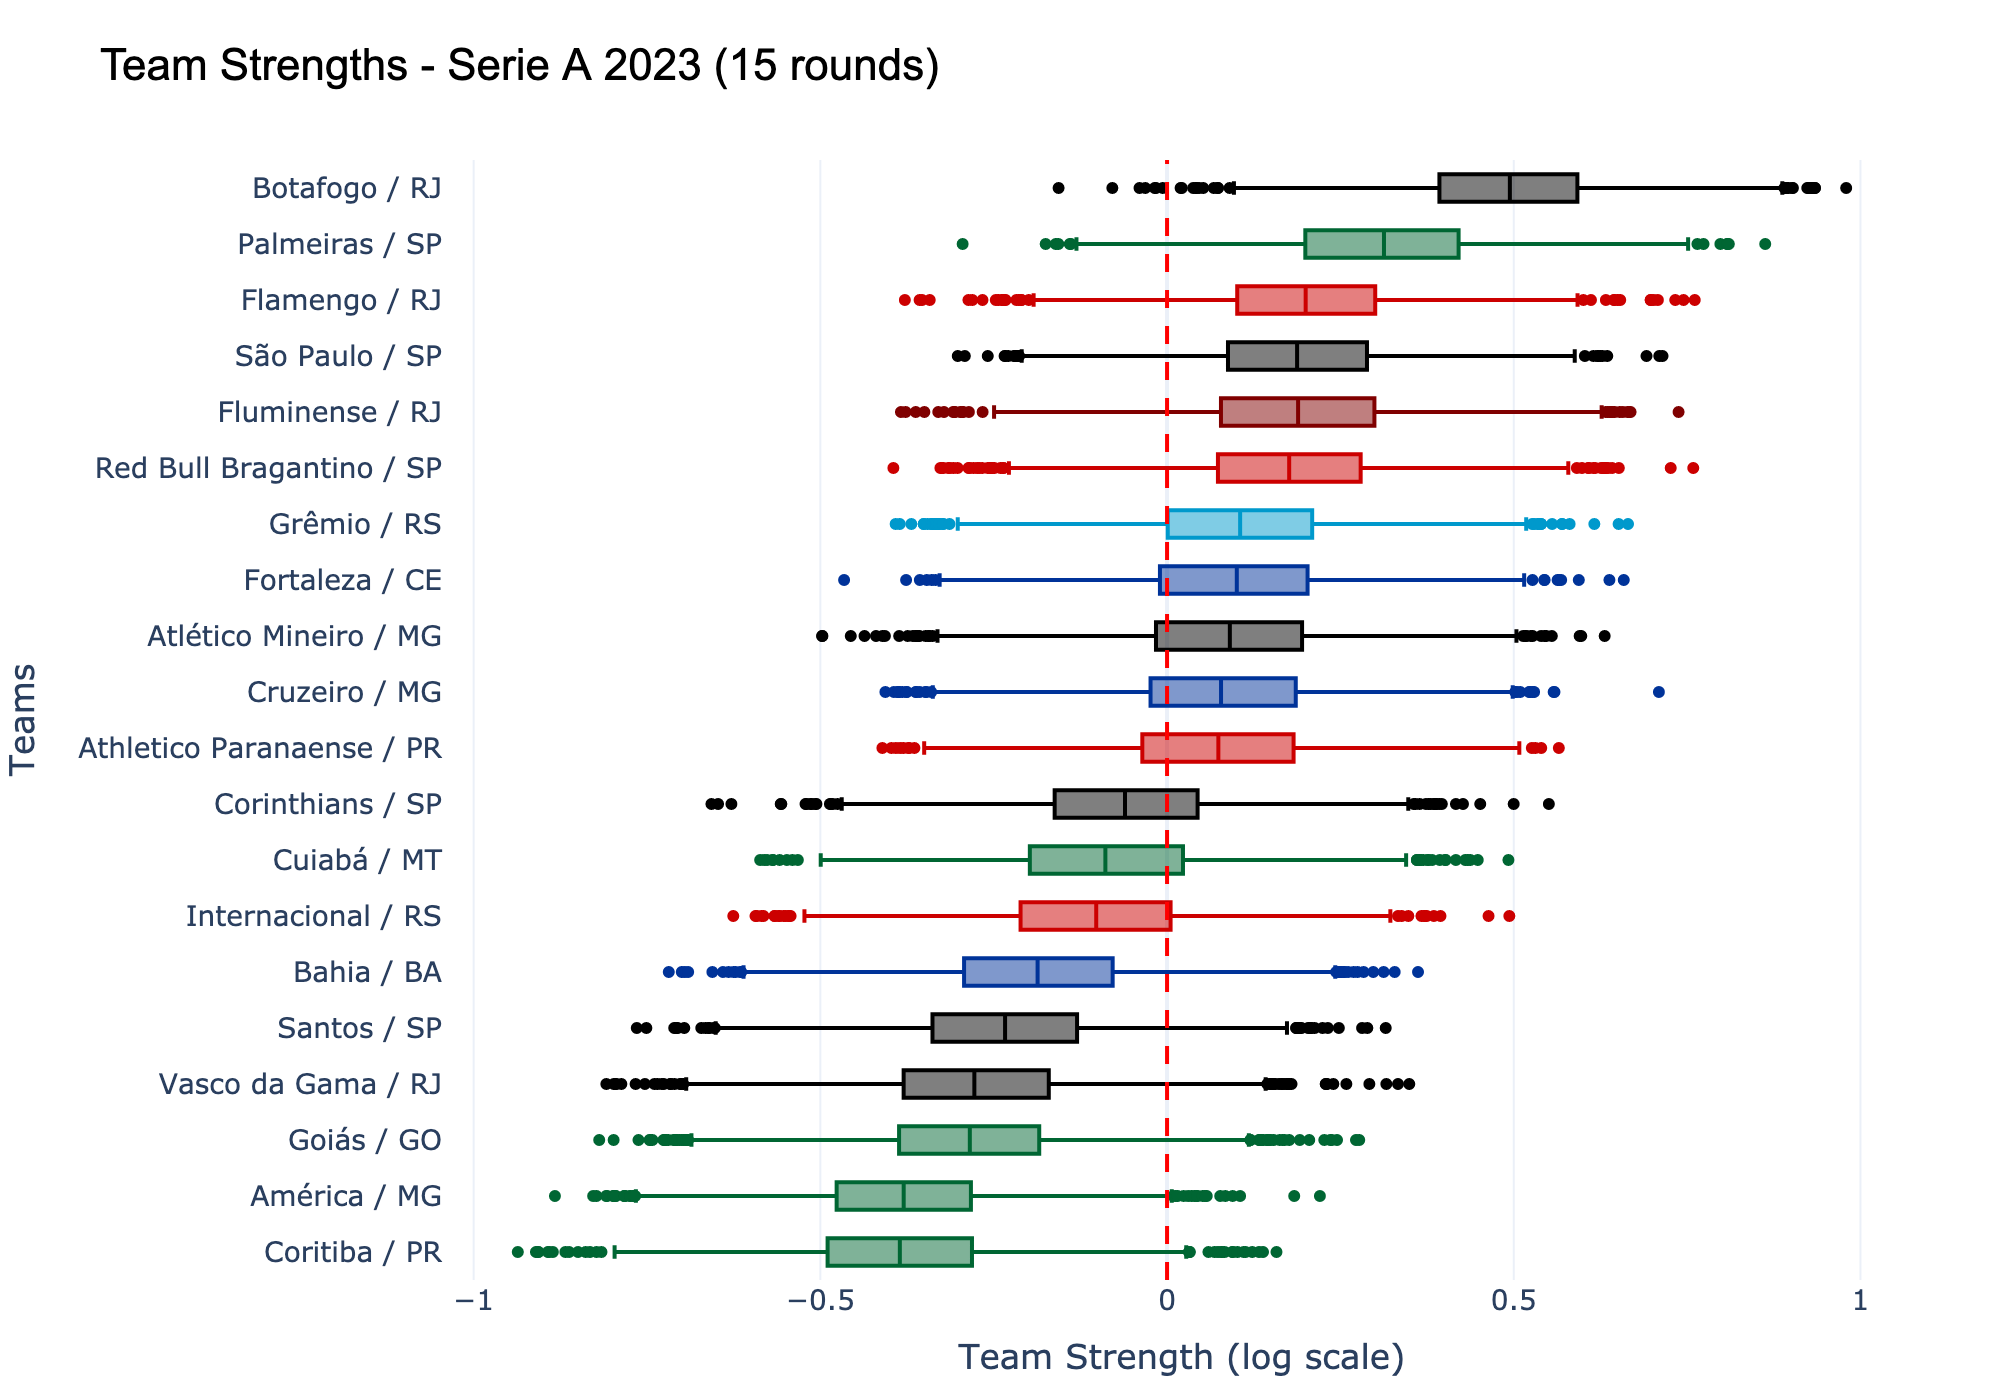 Team Strengths - Serie A 2023 (15 rounds)
Botafogo / RJ
Palmeiras / SP
Flamengo / RJ
São Paulo / SP
Fluminense / RJ
Red Bull Bragantino / SP
Grêmio / RS
Fortaleza / CE
Atlético Mineiro / MG
Cruzeiro / MG
Athletico Paranaense / PR
Corinthians / SP
Cuiabá / MT
Internacional / RS
Bahia / BA
Santos / SP
Vasco da Gama / RJ
Goiás / GO
América / MG
Coritiba / PR
Teams
−1 −0.5 0 0.5 1
Team Strength (log scale)